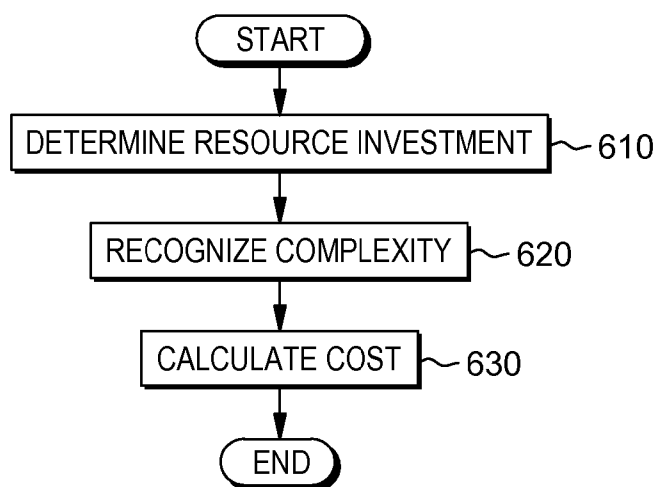 START
DETERMINE RESOURCE INVESTMENT 610
RECOGNIZE COMPLEXITY 620
CALCULATE COST 630
END